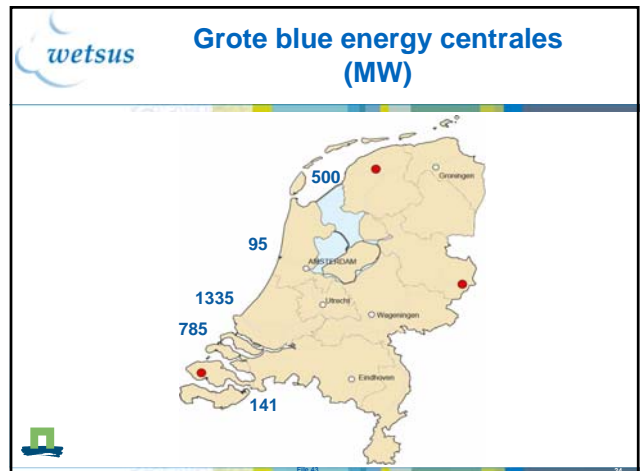 wetsus
Grote blue energy centrales
(MW)
500
Groningen
95
AMSTERDAM
1335
Utrecht
785
Wageningen
Eindhoven
141